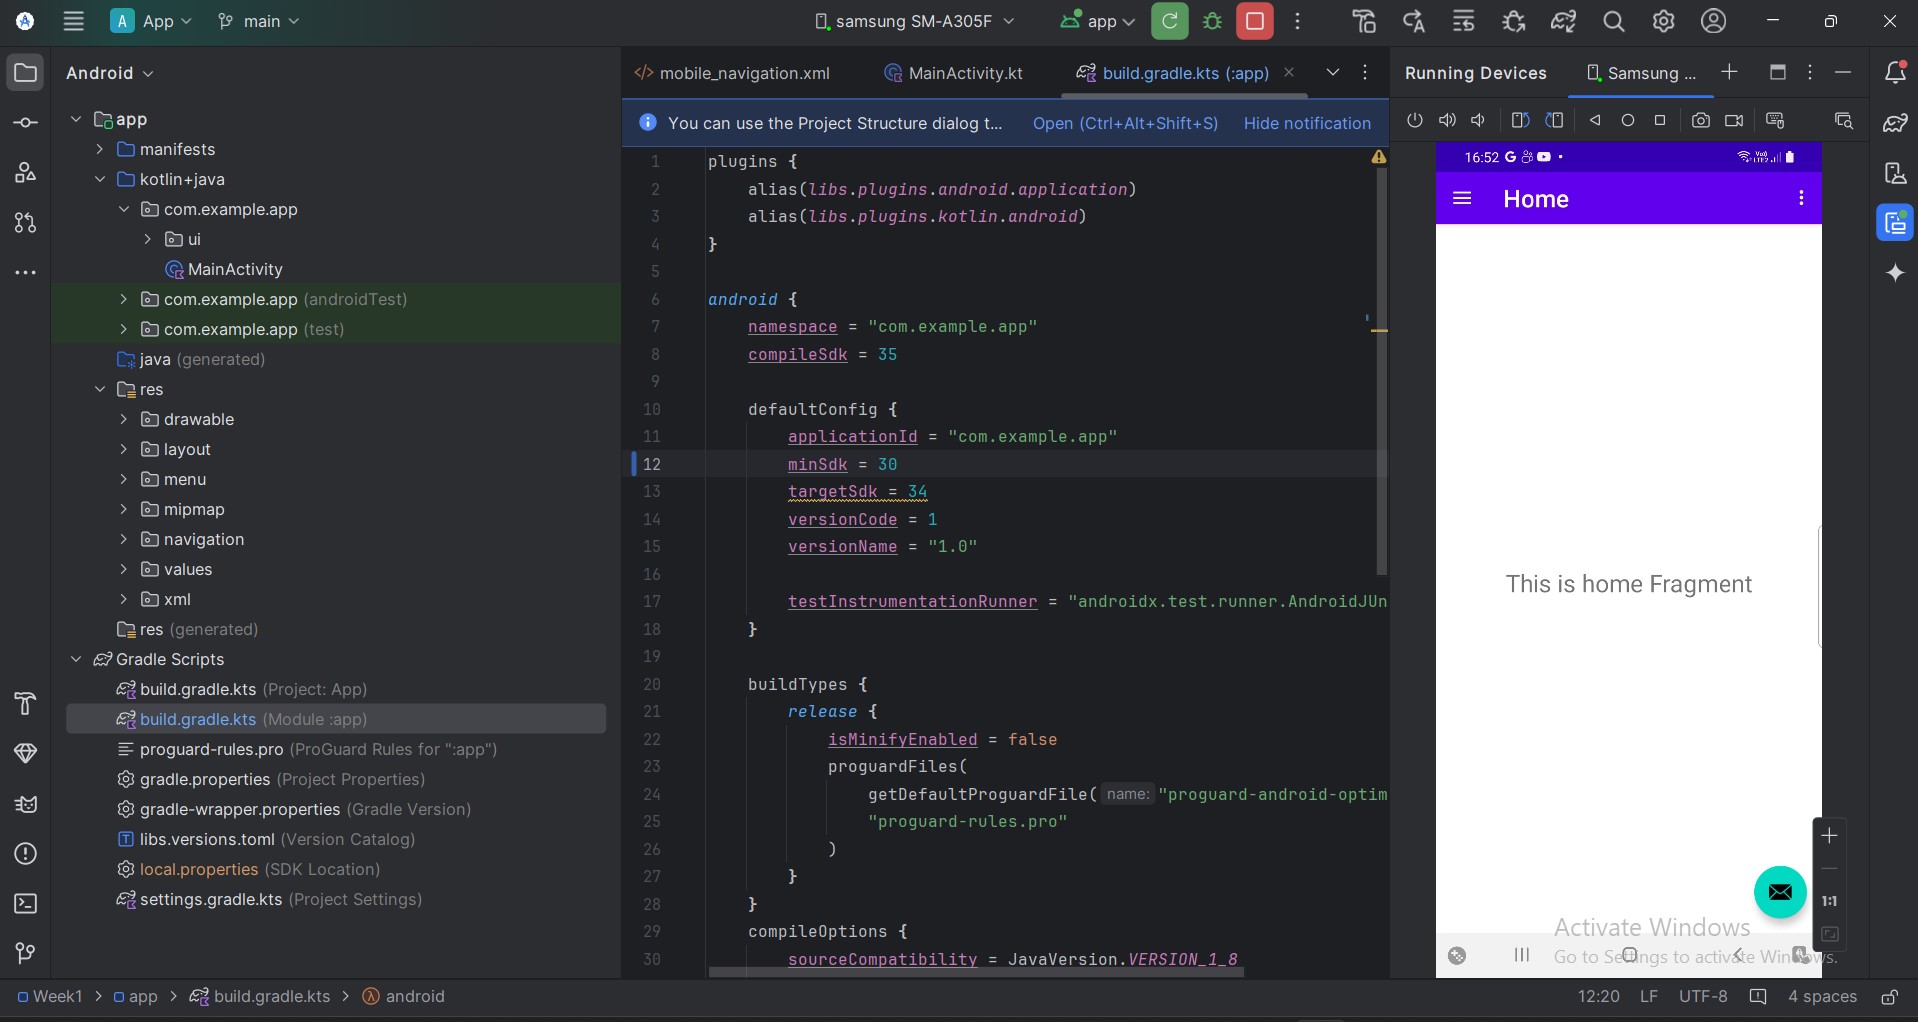 A App main samsung SM-A305F app
Android
app
manifests
kotlin+java
com.example.app
ui
MainActivity
com.example.app (androidTest)
com.example.app (test)
java (generated)
res
drawable
layout
menu
mipmap
navigation
values
xml
res (generated)
Gradle Scripts
build.gradle.kts (Project: App)
build.gradle.kts (Module :app)
proguard-rules.pro (ProGuard Rules for ":app")
gradle.properties (Project Properties)
gradle-wrapper.properties (Gradle Version)
libs.versions.toml (Version Catalog)
local.properties (SDK Location)
settings.gradle.kts (Project Settings)
mobile_navigation.xml MainActivity.kt build.gradle.kts (:app)
You can use the Project Structure dialog t... Open (Ctrl+Alt+Shift+S) Hide notification
1 plugins {
2 alias(libs.plugins.android.application)
3 alias(libs.plugins.kotlin.android)
4 }
5
6 android {
7 namespace = "com.example.app"
8 compileSdk = 35
9
10 defaultConfig {
11 applicationId = "com.example.app"
12 minSdk = 30
13 targetSdk = 34
14 versionCode = 1
15 versionName = "1.0"
16
17 testInstrumentationRunner = "androidx.test.runner.AndroidJUn
18 }
19
20 buildTypes {
21 release {
22 isMinifyEnabled = false
23 proguardFiles(
24 getDefaultProguardFile( name: "proguard-android-optim
25 "proguard-rules.pro"
26 )
27 }
28 }
29 compileOptions {
30 sourceCompatibility = JavaVersion.VERSION_1_8
Running Devices Samsung ...
16:52 G
Home
This is home Fragment
1:1
Activate Windows
Go to Settings to activate Windows.
Week1 > app > build.gradle.kts > android
12:20 LF UTF-8 4 spaces